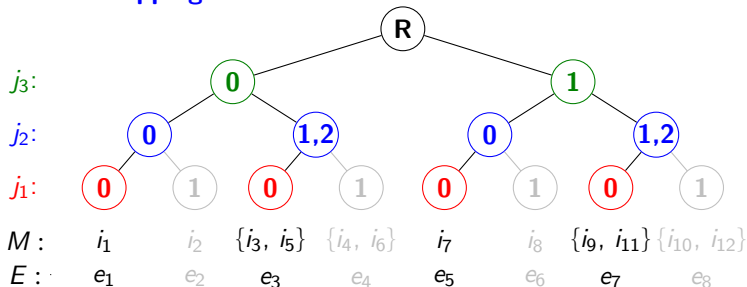 pping
R
j₃: 0 1
j₂: 0 1,2 0 1,2
j₁: 0 1 0 1 0 1 0 1
M : i₁ i₂ {i₃, i₅} {i₄, i₆} i₇ i₈ {i₉, i₁₁} {i₁₀, i₁₂}
E : e₁ e₂ e₃ e₄ e₅ e₆ e₇ e₈